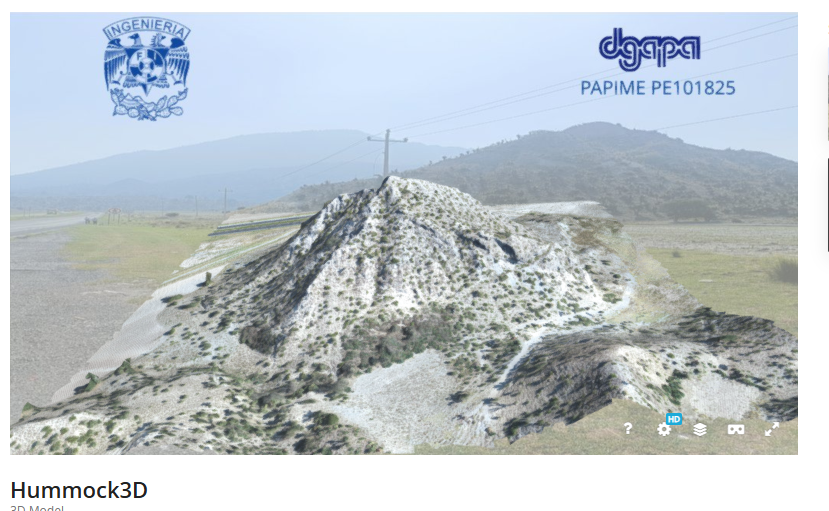 INGENIERIA
dgapa
PAPIME PE101825
?
HD
Hummock3D
3D Model